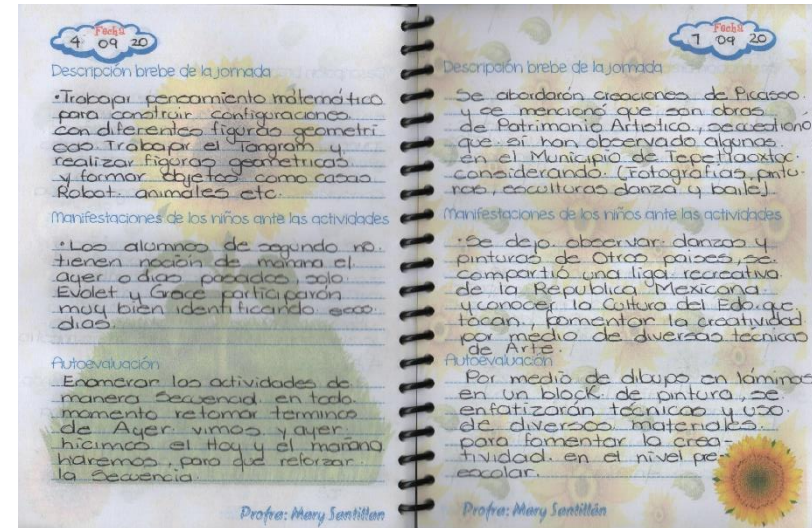 Fecha
4 09 20
Descripción brebe de la jornada
•Trabajar pensamiento matemático
para construir configuraciones
con diferentes figuras geometrí
cas. Trabajar el Tangram y
realizar figuras geometricas
y formar objetos como casas
Robot. animales etc.
Manifestaciones de los niños ante las actividades
•Los alumnos de segundo no
tienen noción de mañana el
ayer o dias pasados solo
Evolet y Grace participarón
muy bien identificando esos
dias.
Autoevaluación
Enomerar las actividades de
manera Secuencial en todo
momento retomar terminos
de Ayer vimos y ayer
hicimos el Hoy y el mañana
haremos, para que reforzar
la Secuencia.
Profra: Mary Santillan
Fecha
7 09 20
Descripción brebe de la jornada
Se abordarón creaciones de Picasso.
y se mencionó que son obras
de Patrimonio Artistico, se cuestionó
que si han observado algunas
en el Municipio de Tepetlaoxtoc.
considerando (Fotografías, pintu-
ras, esculturas danza y baile).
Manifestaciones de los niños ante las actividades
•Se dejo observar danzas y
pinturas de Otros paises, se
compartió una liga recreativa
de la Republica Mexicana
y conocer la Cultura del Edo. que
tocan, fomentar la creatividad
por medio de diversas técnicas
de Arte.
Autoevaluación
Por medio de dibujo en láminas
en un block de pintura, se
enfatizarón técnicas y uso
de diversos materiales
para fomentar la crea-
tividad en el nivel pre-
escolar.
Profra: Mary Santillán